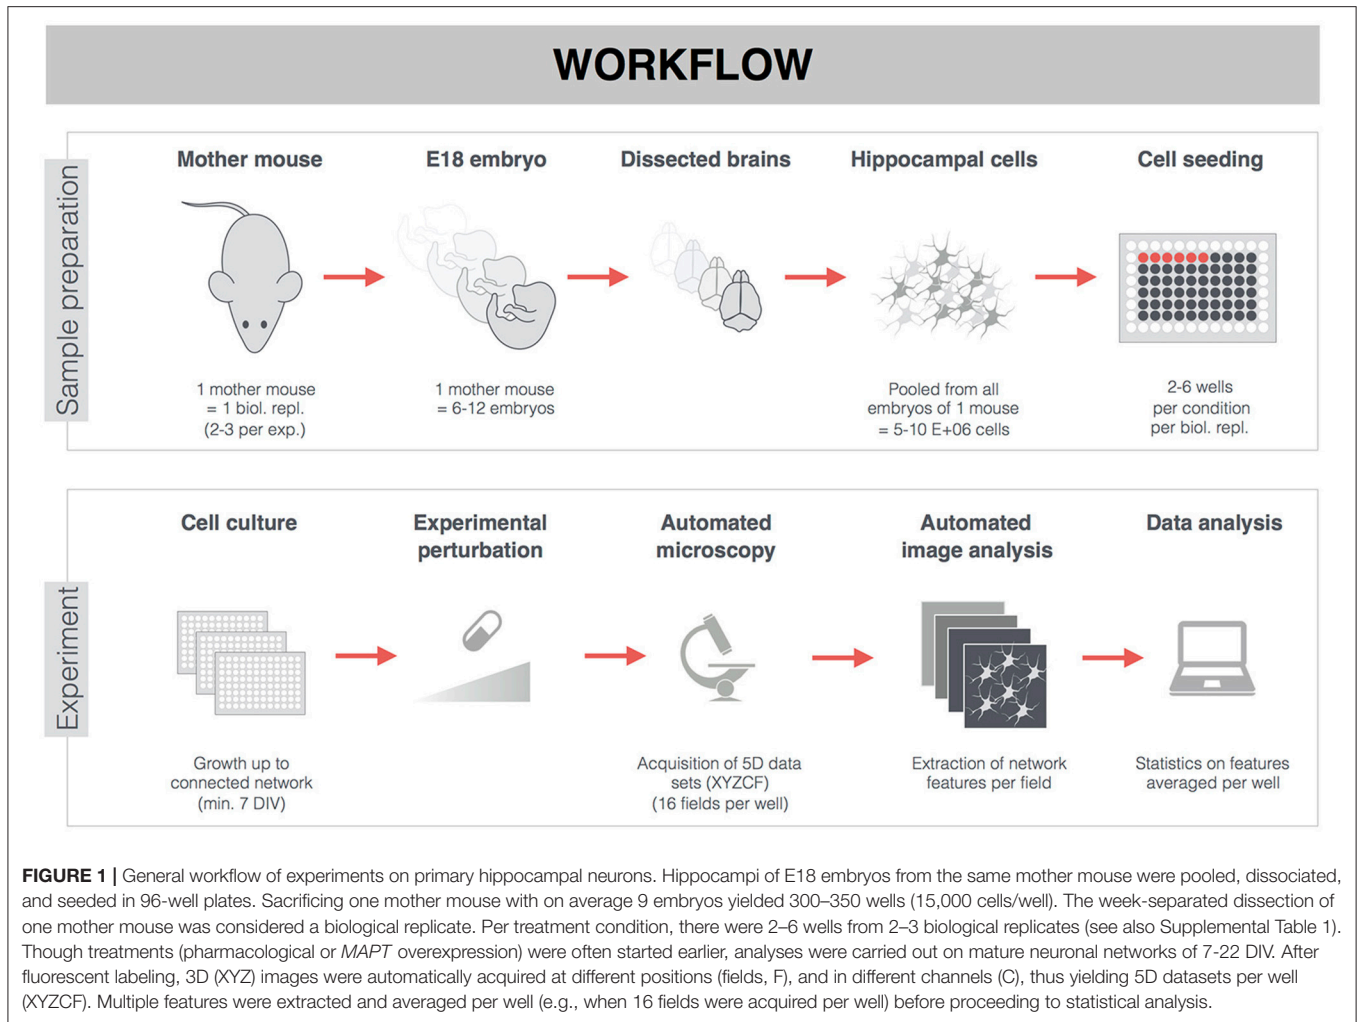 WORKFLOW
Sample preparation
Mother mouse
E18 embryo
Dissected brains
Hippocampal cells
Cell seeding
1 mother mouse
= 1 biol. repl.
(2-3 per exp.)
1 mother mouse
= 6-12 embryos
Pooled from all
embryos of 1 mouse
= 5-10 E+06 cells
2-6 wells
per condition
per biol. repl.
Experiment
Cell culture
Experimental
perturbation
Automated
microscopy
Automated
image analysis
Data analysis
Growth up to
connected network
(min. 7 DIV)
Acquisition of 5D data
sets (XYZCF)
(16 fields per well)
Extraction of network
features per field
Statistics on features
averaged per well
FIGURE 1 | General workflow of experiments on primary hippocampal neurons. Hippocampi of E18 embryos from the same mother mouse were pooled, dissociated,
and seeded in 96-well plates. Sacrificing one mother mouse with on average 9 embryos yielded 300–350 wells (15,000 cells/well). The week-separated dissection of
one mother mouse was considered a biological replicate. Per treatment condition, there were 2–6 wells from 2–3 biological replicates (see also Supplemental Table 1).
Though treatments (pharmacological or MAPT overexpression) were often started earlier, analyses were carried out on mature neuronal networks of 7-22 DIV. After
fluorescent labeling, 3D (XYZ) images were automatically acquired at different positions (fields, F), and in different channels (C), thus yielding 5D datasets per well
(XYZCF). Multiple features were extracted and averaged per well (e.g., when 16 fields were acquired per well) before proceeding to statistical analysis.